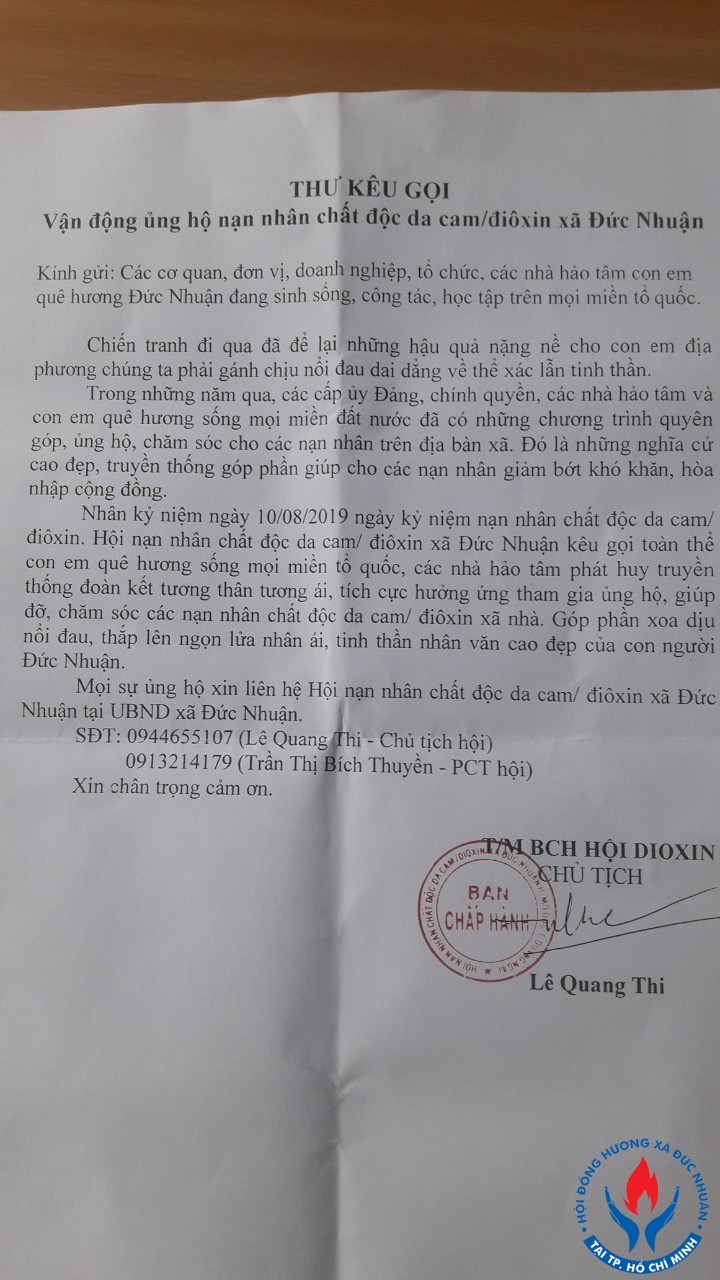 THƯ KÊU GỌI
Vận động ủng hộ nạn nhân chất độc da cam/điôxin xã Đức Nhuận
Kính gửi: Các cơ quan, đơn vị, doanh nghiệp, tổ chức, các nhà hảo tâm con em
quê hương Đức Nhuận đang sinh sống, công tác, học tập trên mọi miền tổ quốc.
Chiến tranh đi qua đã để lại những hậu quả nặng nề cho con em địa
phương chúng ta phải gánh chịu nổi đau dai dẳng về thể xác lẫn tinh thần.
Trong những năm qua, các cấp ủy Đảng, chính quyền, các nhà hảo tâm và
con em quê hương sống mọi miền đất nước đã có những chương trình quyên
góp, ủng hộ, chăm sóc cho các nạn nhân trên địa bàn xã. Đó là những nghĩa cử
cao đẹp, truyền thống góp phần giúp cho các nạn nhân giảm bớt khó khăn, hòa
nhập cộng đồng.
Nhân kỷ niệm ngày 10/08/2019 ngày kỷ niệm nạn nhân chất độc da cam/
điôxin. Hội nạn nhân chất độc da cam/ điôxin xã Đức Nhuận kêu gọi toàn thể
con em quê hương sống mọi miền tổ quốc, các nhà hảo tâm phát huy truyền
thống đoàn kết tương thân tương ái, tích cực hưởng ứng tham gia ủng hộ, giúp
đỡ, chăm sóc các nạn nhân chất độc da cam/ điôxin xã nhà. Góp phần xoa dịu
nổi đau, thắp lên ngọn lửa nhân ái, tinh thần nhân văn cao đẹp của con người
Đức Nhuận.
Mọi sự ủng hộ xin liên hệ Hội nạn nhân chất độc da cam/ điôxin xã Đức
Nhuận tại UBND xã Đức Nhuận.
SĐT: 0944655107 (Lê Quang Thi - Chủ tịch hội)
0913214179 (Trần Thị Bích Thuyền - PCT hội)
Xin chân trọng cảm ơn.
T/M BCH HỘI DIOXIN
CHỦ TỊCH
HỘI NẠN NHÂN CHẤT ĐỘC DA CAM/DIOXIN XÃ ĐỨC NHUẬN
BAN
CHẤP HÀNH
Lê Quang Thi
HỘI ĐỒNG HƯƠNG XÃ ĐỨC NHUẬN
TẠI TP. HỒ CHÍ MINH